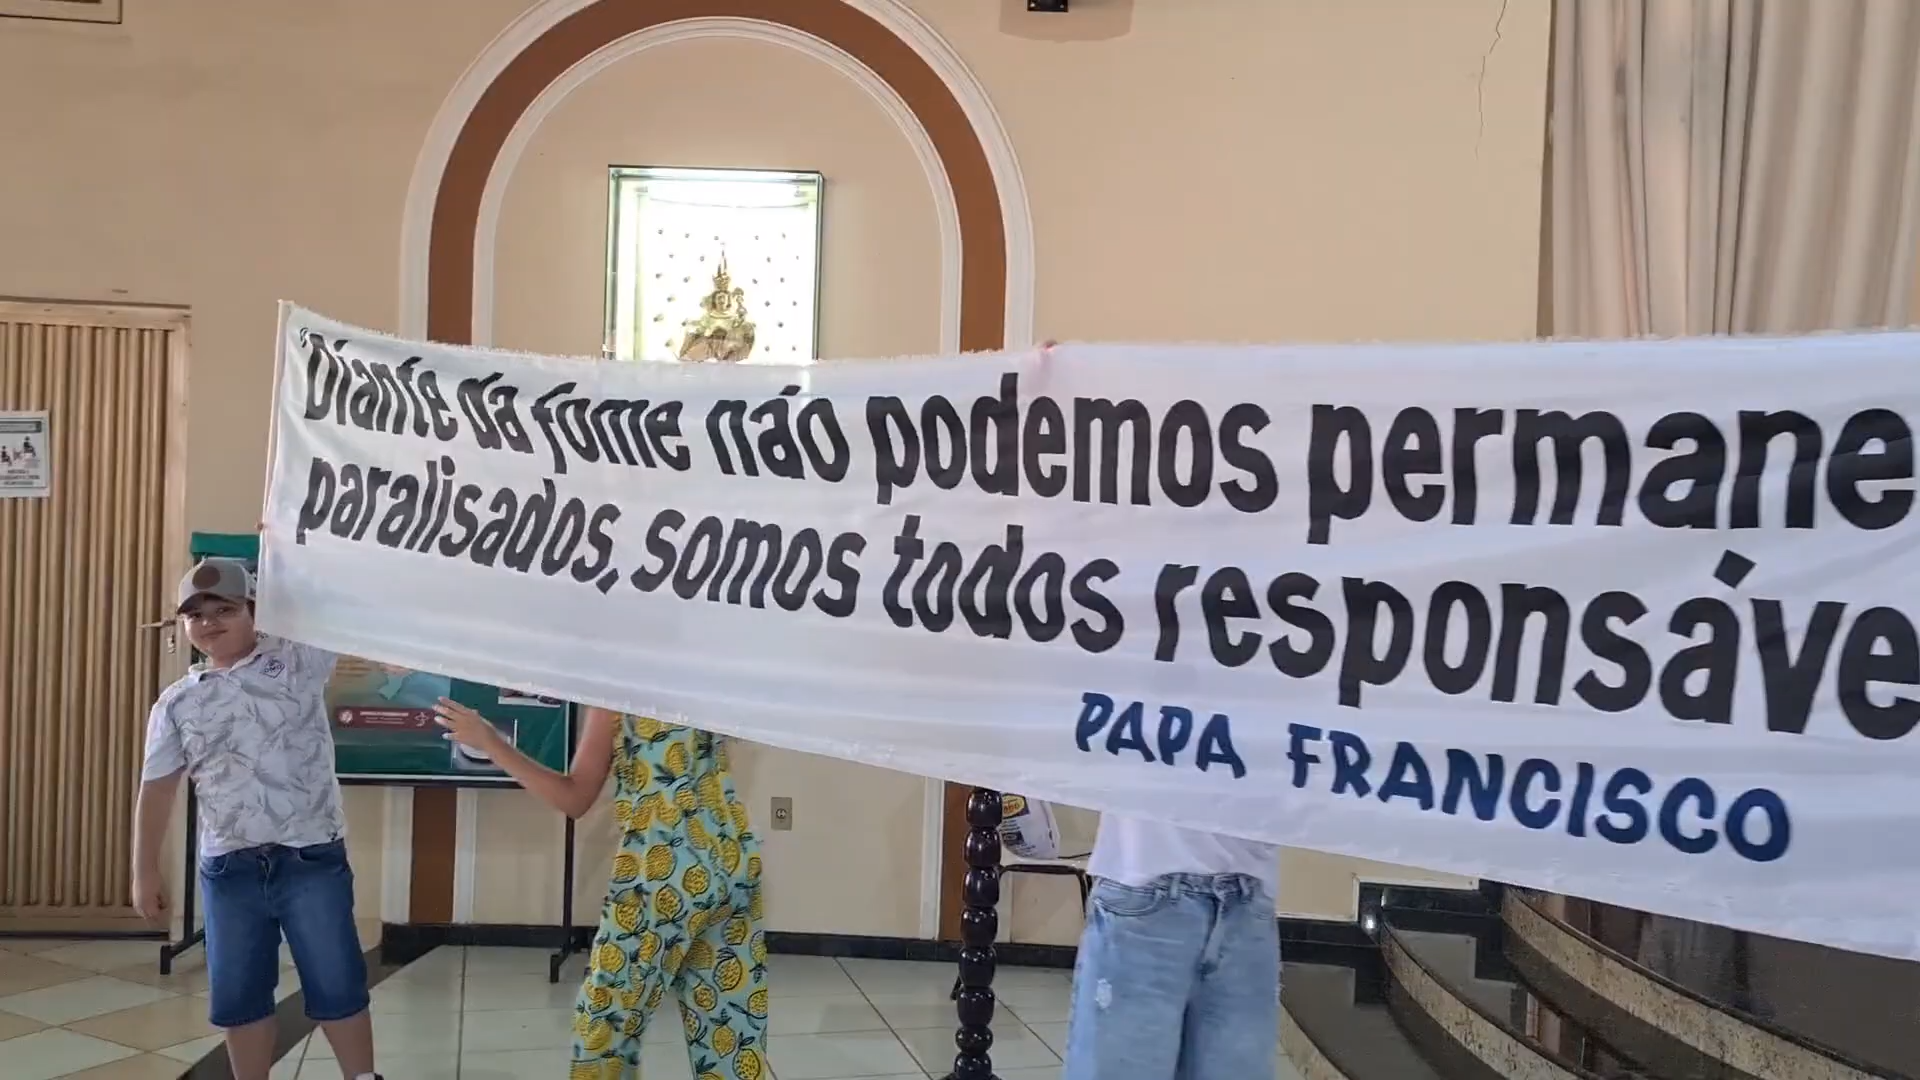 "Diante da fome não podemos permane
paralisados, somos todos responsáve
PAPA FRANCISCO